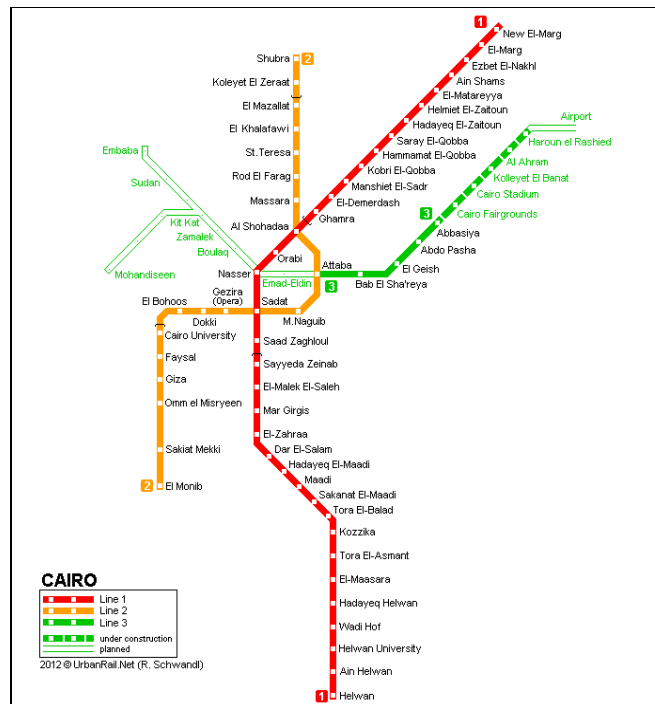 1
New El-Marg
El-Marg
Ezbet El-Nakhl
Ain Shams
El-Matareyya
Helmiet El-Zaitoun
Hadayeq El-Zaitoun
Saray El-Qobba
Hammamat El-Qobba
Kobri El-Qobba
Manshiet El-Sadr
El-Demerdash
Ghamra
Shubra
2
Koleyet El Zeraat
El Mazallat
El Khalafawi
St.Teresa
Rod El Farag
Massara
Al Shohadaa
Airport
Haroun el Rashied
Al Ahram
Kolleyet El Banat
Cairo Stadium
Cairo Fairgrounds
3
Abbasiya
Abdo Pasha
El Geish
Bab El Sha'reya
Attaba
3
Emad-Eldin
Embaba
Sudan
Kit Kat
Zamalek
Boulaq
Mohandiseen
Orabi
Nasser
Gezira
(Opera)
El Bohoos
Dokki
Sadat
M.Naguib
Cairo University
Faysal
Giza
Omm el Misryeen
Sakiat Mekki
2
El Monib
Saad Zaghloul
Sayyeda Zeinab
El-Malek El-Saleh
Mar Girgis
El-Zahraa
Dar El-Salam
Hadayeq El-Maadi
Maadi
Sakanat El-Maadi
Tora El-Balad
Kozzika
Tora El-Asmant
El-Maasara
Hadayeq Helwan
Wadi Hof
Helwan University
Ain Helwan
1
Helwan
CAIRO
Line 1
Line 2
Line 3
under construction
planned
2012 © UrbanRail.Net (R. Schwandl)